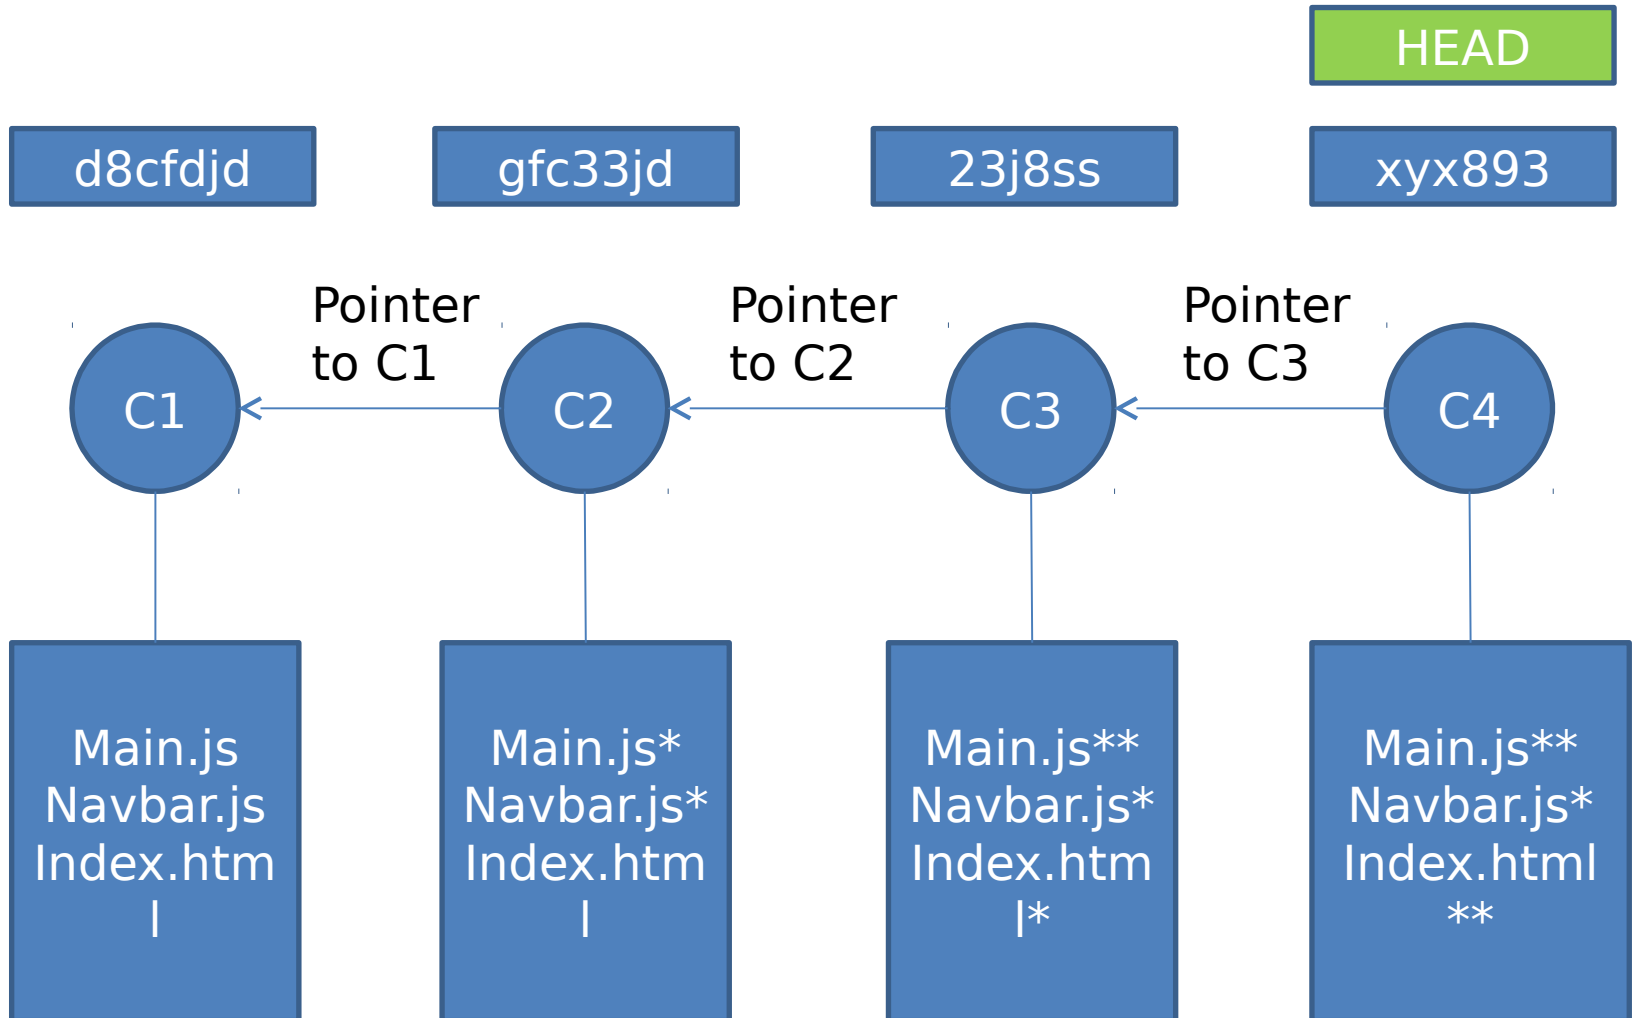 HEAD
d8cfdjd
gfc33jd
23j8ss
xyx893
Pointer
to C1
Pointer
to C2
Pointer
to C3
C1
C2
C3
C4
Main.js
Navbar.js
Index.htm
l
Main.js*
Navbar.js*
Index.htm
l
Main.js**
Navbar.js*
Index.htm
l*
Main.js**
Navbar.js*
Index.html
**